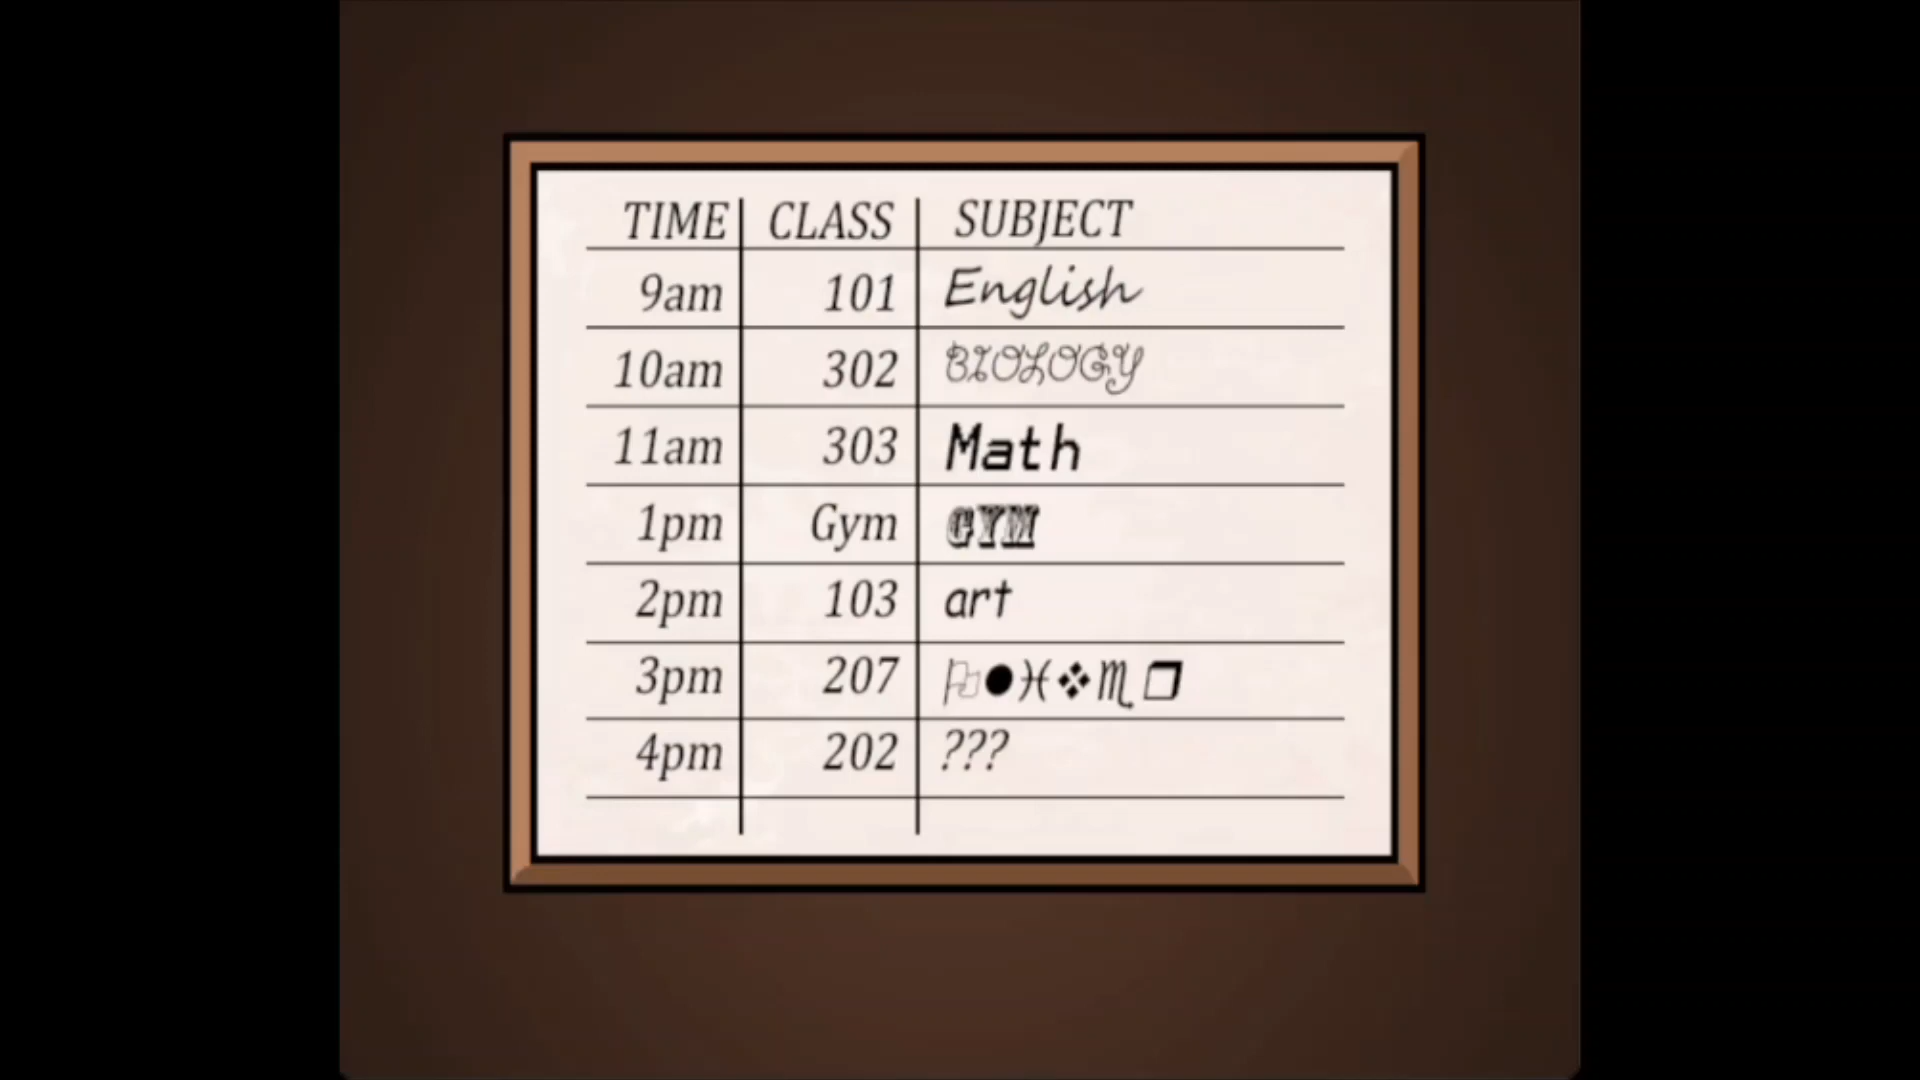 TIME CLASS SUBJECT
9am 101 English
10am 302 BIOLOGY
11am 303 Math
1pm Gym GYM
2pm 103 art
3pm 207 ⚐●♓❖♏❒
4pm 202 ???